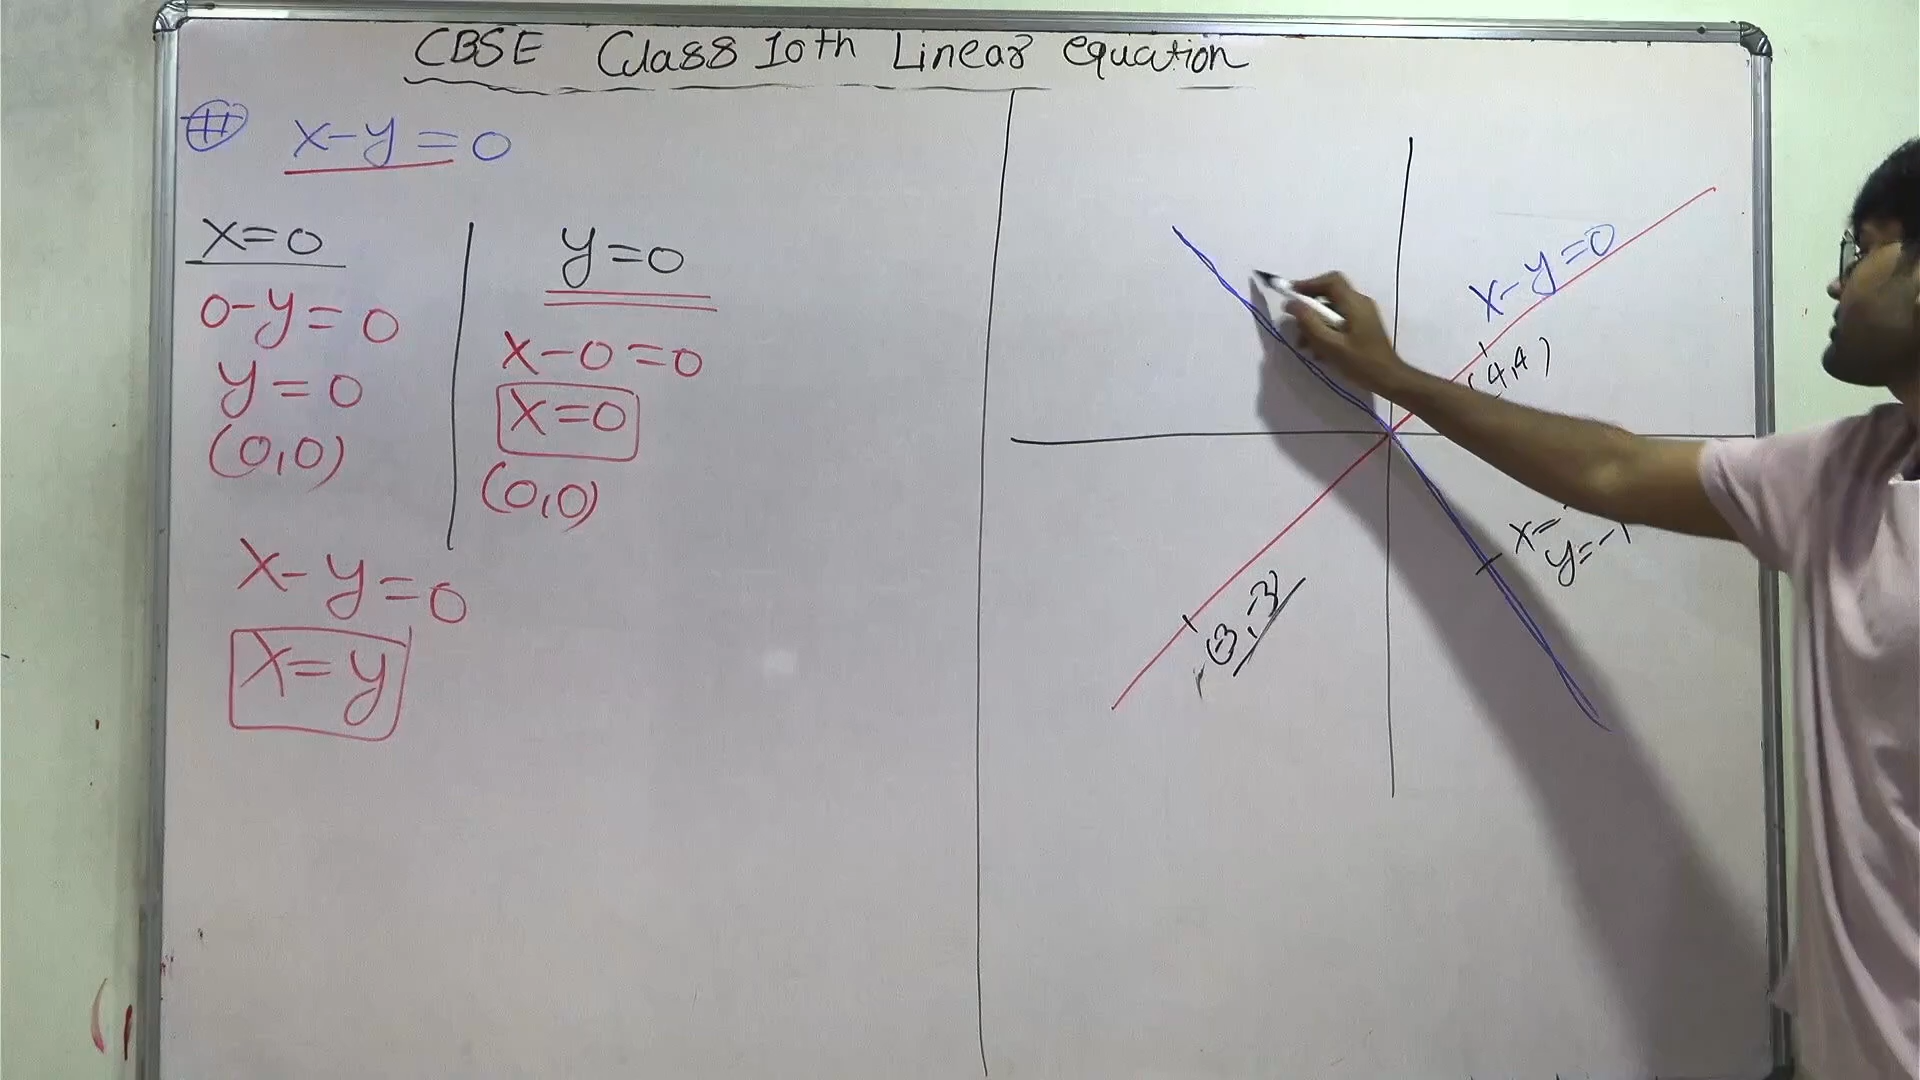 CBSE Class 10th Linear equation
# x-y=0
x=0
0-y=0
y=0
(0,0)
y=0
x-0=0
x=0
(0,0)
x-y=0
x=y
x-y=0
(4,4)
x=
y=-1
(-3,-3)